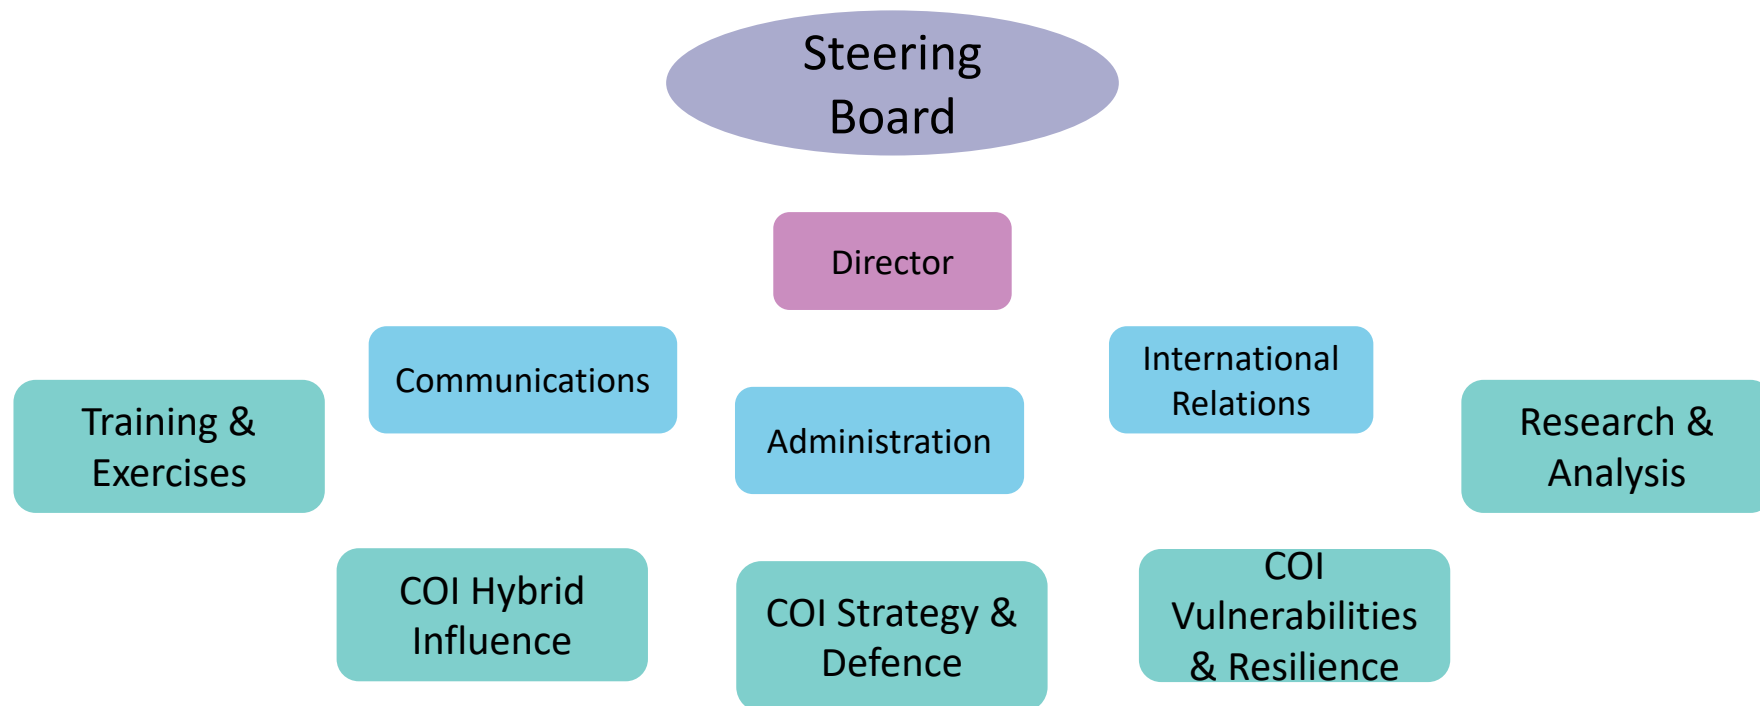 Steering
Board
Director
Communications
International
Relations
Training &
Exercises
Administration
Research &
Analysis
COI Hybrid
Influence
COI Strategy &
Defence
COI
Vulnerabilities
& Resilience